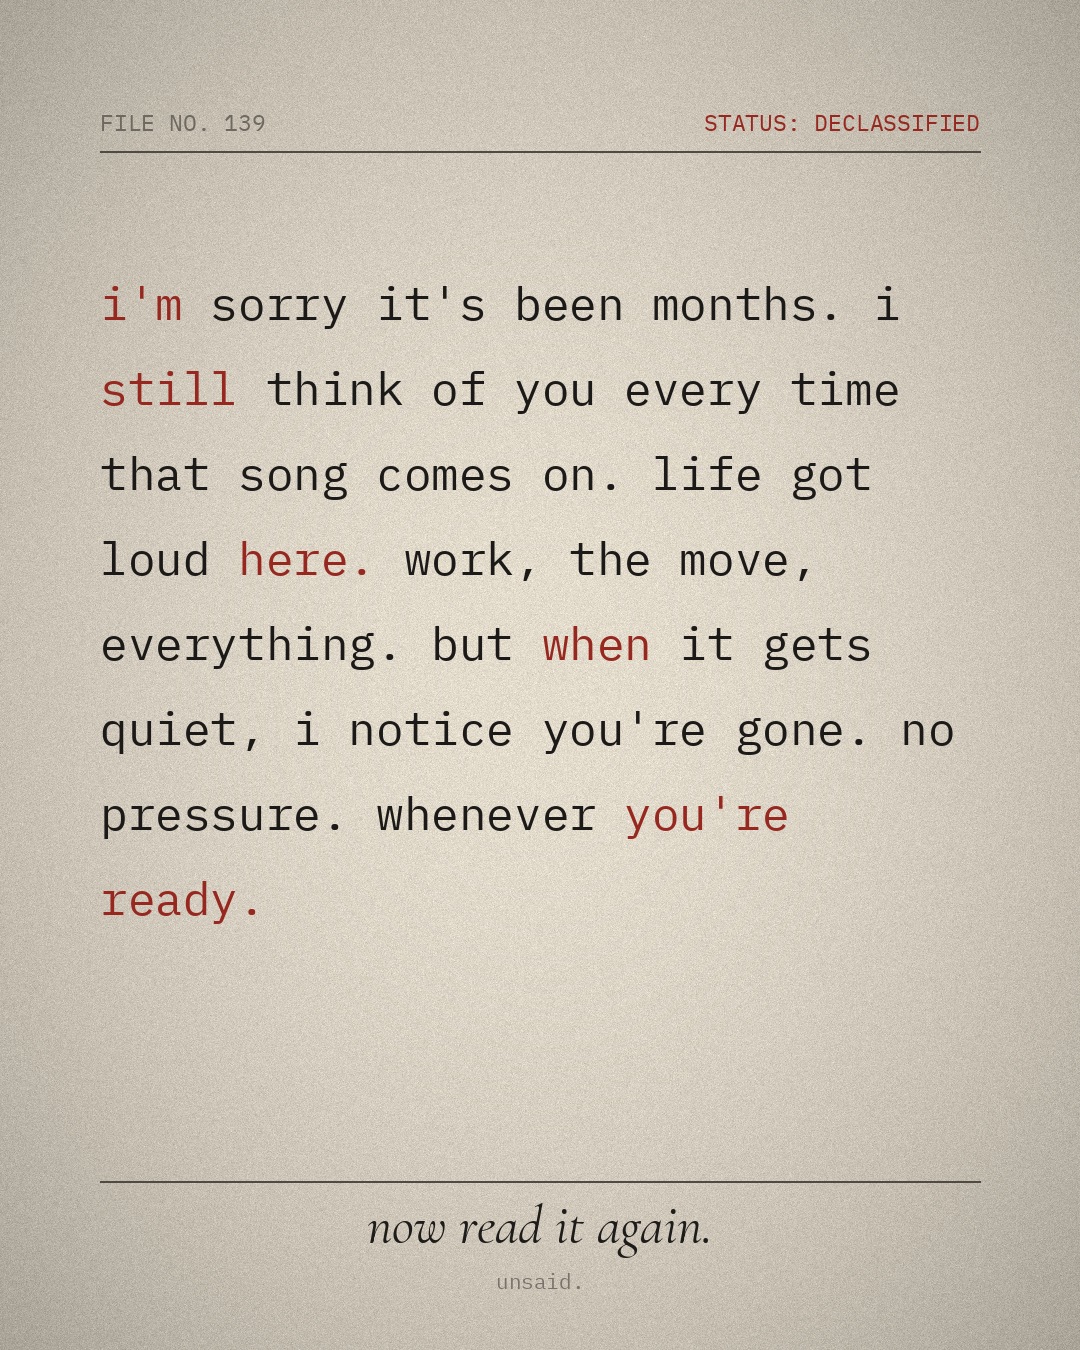 FILE NO. 139
STATUS: DECLASSIFIED
i'm sorry it's been months. i
still think of you every time
that song comes on. life got
loud here. work, the move,
everything. but when it gets
quiet, i notice you're gone. no
pressure. whenever you're
ready.
now read it again.
unsaid.